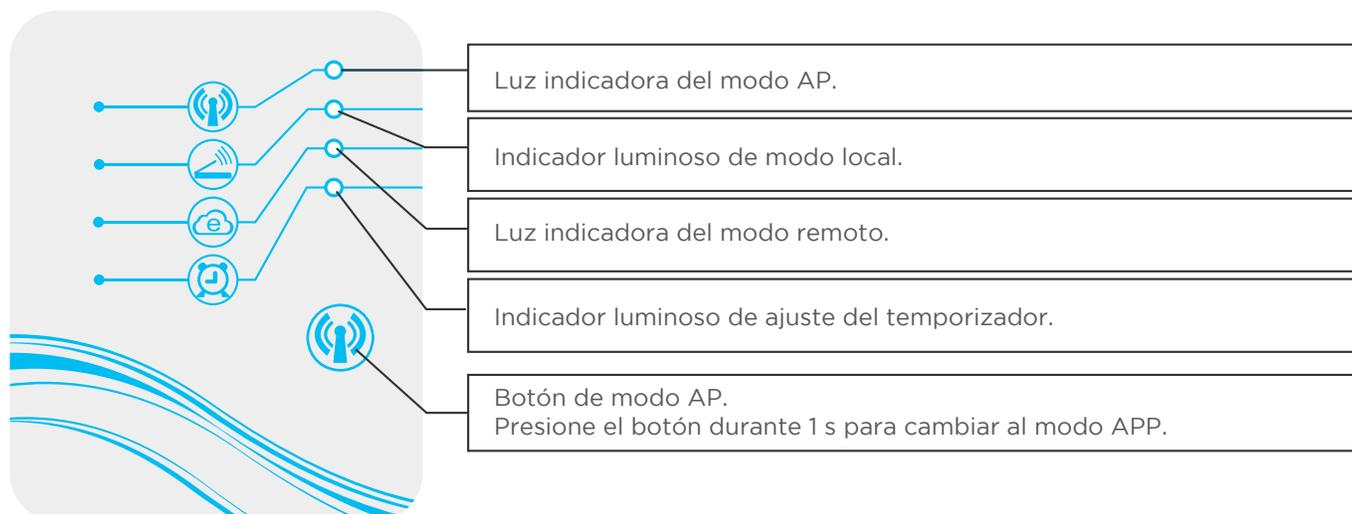 Luz indicadora del modo AP.
Indicador luminoso de modo local.
Luz indicadora del modo remoto.
e
Indicador luminoso de ajuste del temporizador.
Botón de modo AP.
Presione el botón durante 1 s para cambiar al modo APP.